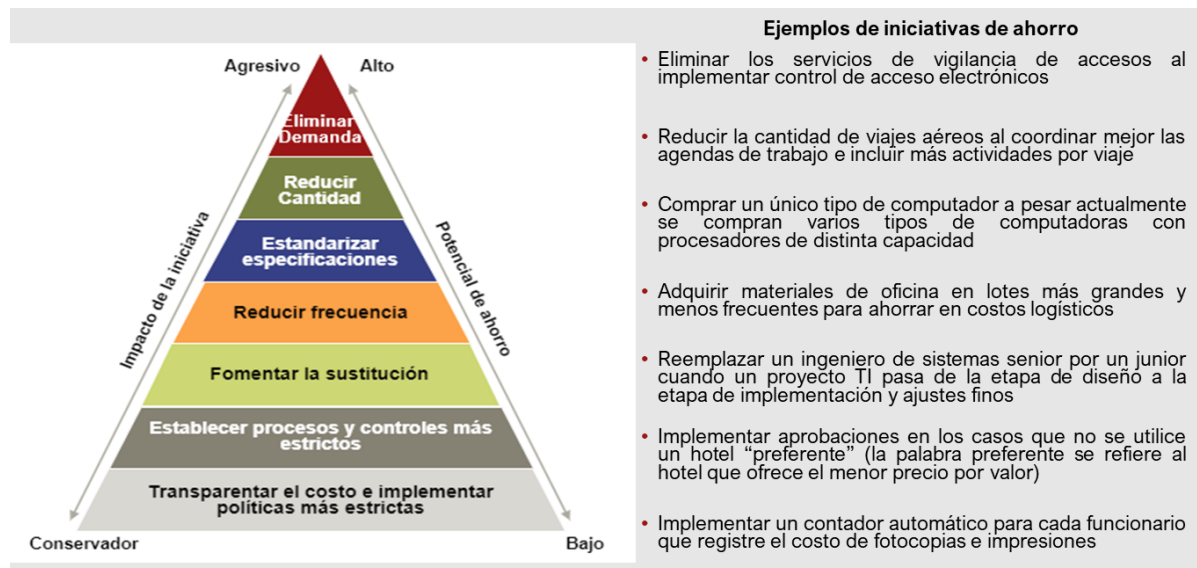 Ejemplos de iniciativas de ahorro
Agresivo
Alto
Eliminar
Demanda
Reducir
Cantidad
Estandarizar
especificaciones
Reducir frecuencia
Fomentar la sustitución
Establecer procesos y controles más
estrictos
Transparentar el costo e implementar
políticas más estrictas
Impacto de la iniciativa
Potencial de ahorro
Conservador
Bajo
• Eliminar los servicios de vigilancia de accesos al
implementar control de acceso electrónicos
• Reducir la cantidad de viajes aéreos al coordinar mejor las
agendas de trabajo e incluir más actividades por viaje
• Comprar un único tipo de computador a pesar actualmente
se compran varios tipos de computadoras con
procesadores de distinta capacidad
• Adquirir materiales de oficina en lotes más grandes y
menos frecuentes para ahorrar en costos logísticos
• Reemplazar un ingeniero de sistemas senior por un junior
cuando un proyecto TI pasa de la etapa de diseño a la
etapa de implementación y ajustes finos
• Implementar aprobaciones en los casos que no se utilice
un hotel “preferente” (la palabra preferente se refiere al
hotel que ofrece el menor precio por valor)
• Implementar un contador automático para cada funcionario
que registre el costo de fotocopias e impresiones